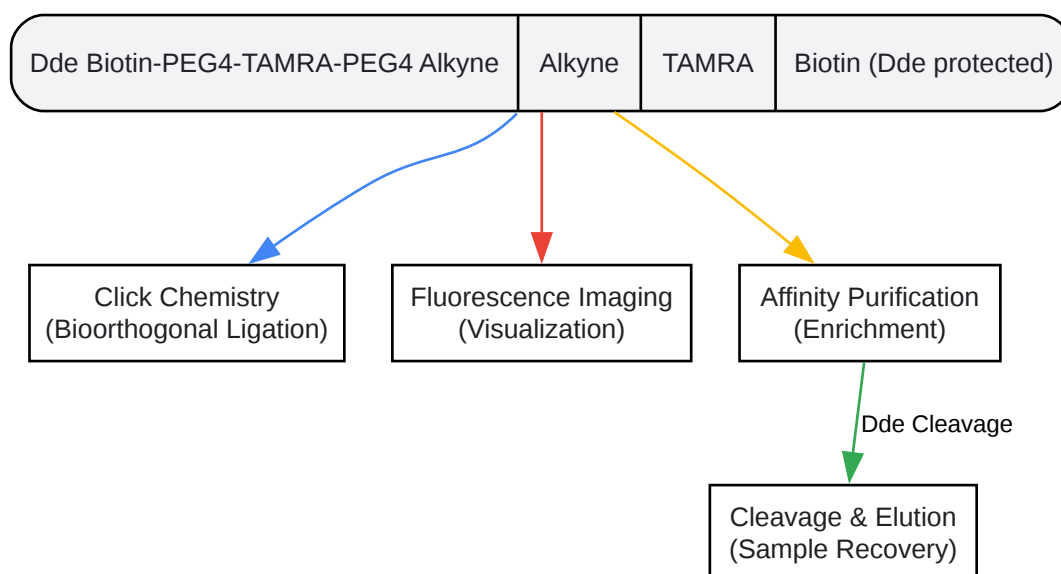 Dde Biotin-PEG4-TAMRA-PEG4 Alkyne
Alkyne
TAMRA
Biotin (Dde protected)
Click Chemistry
(Bioorthogonal Ligation)
Fluorescence Imaging
(Visualization)
Affinity Purification
(Enrichment)
Dde Cleavage
Cleavage & Elution
(Sample Recovery)